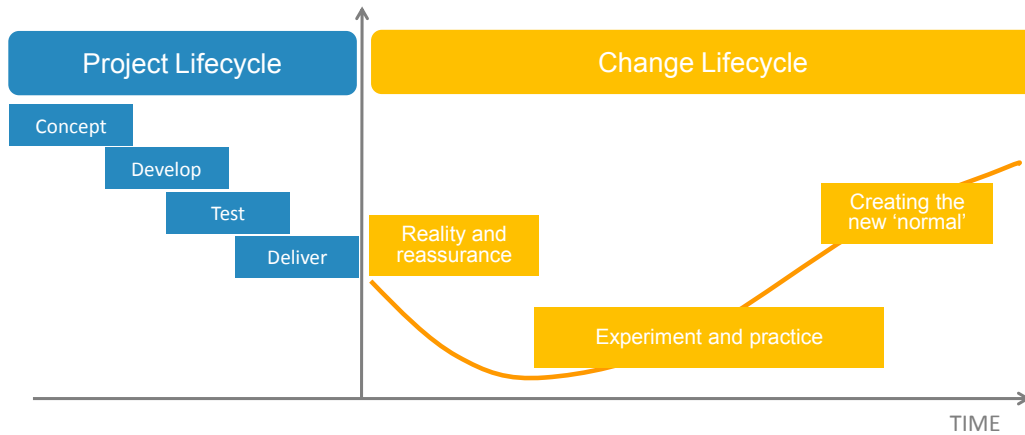 Project Lifecycle
Change Lifecycle
Concept
Develop
Test
Deliver
Reality and
reassurance
Experiment and practice
Creating the
new ‘normal’
TIME